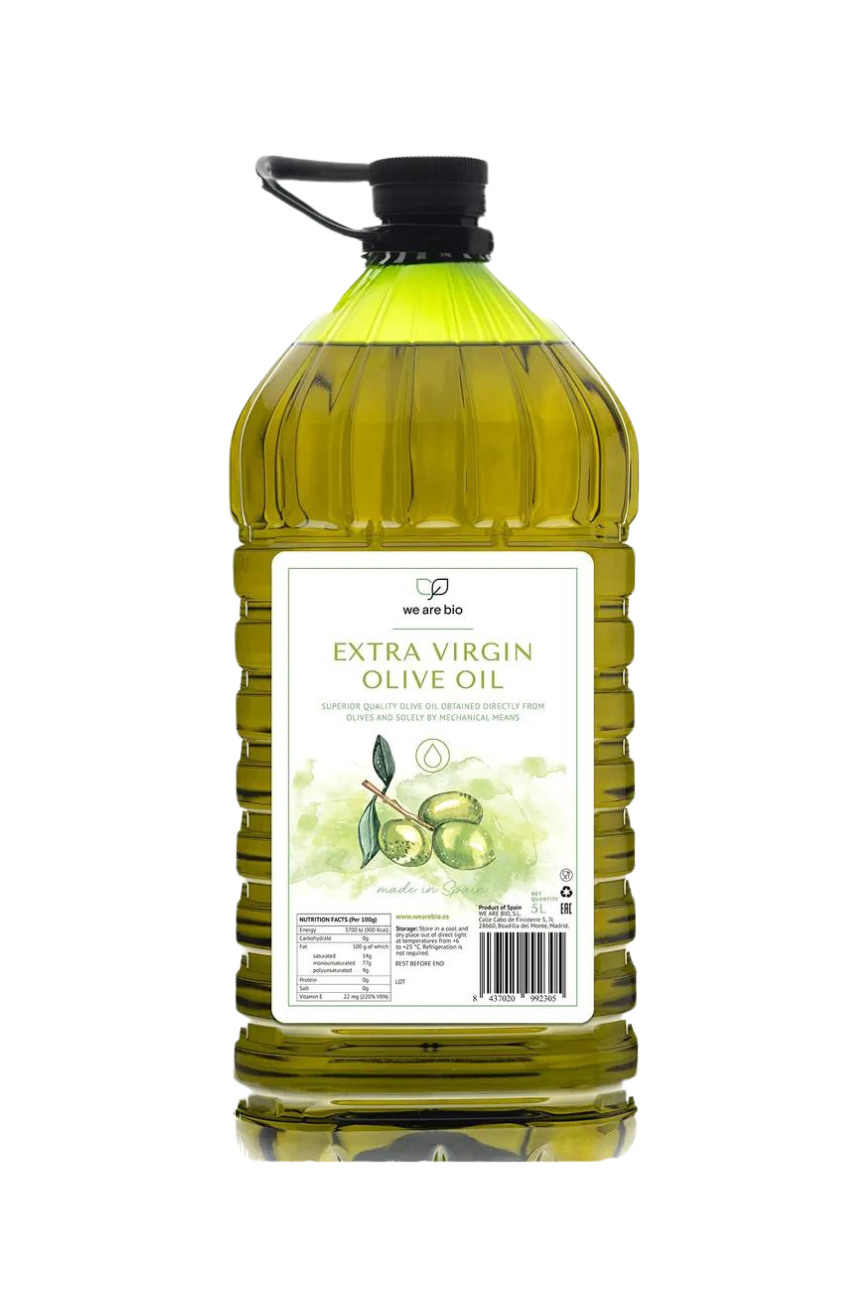 we are bio
EXTRA VIRGIN
OLIVE OIL
SUPERIOR QUALITY OLIVE OIL OBTAINED DIRECTLY FROM
OLIVES AND SOLELY BY MECHANICAL MEANS
made in Spain
NUTRITION FACTS (Per 100g)
Energy 3700 kJ (900 Kcal)
Carbohydrate 0g
Fat 100 g of which
saturated 14g
monounsaturated 77g
polyunsaturated 9g
Protein 0g
Salt 0g
Vitamin E 22 mg (220% VRN)
www.wearebio.es
Storage: Store in a cool and
dry place out of direct light
at temperatures from +6
to +25 °C. Refrigeration is
not required.
BEST BEFORE END
LOT
NET
QUANTITY
5L
EAC
Product of Spain
WE ARE BIO, S.L.
Calle Cabo de Finisterre 5, 7c
28660, Boadilla del Monte, Madrid.
8 437020 992305